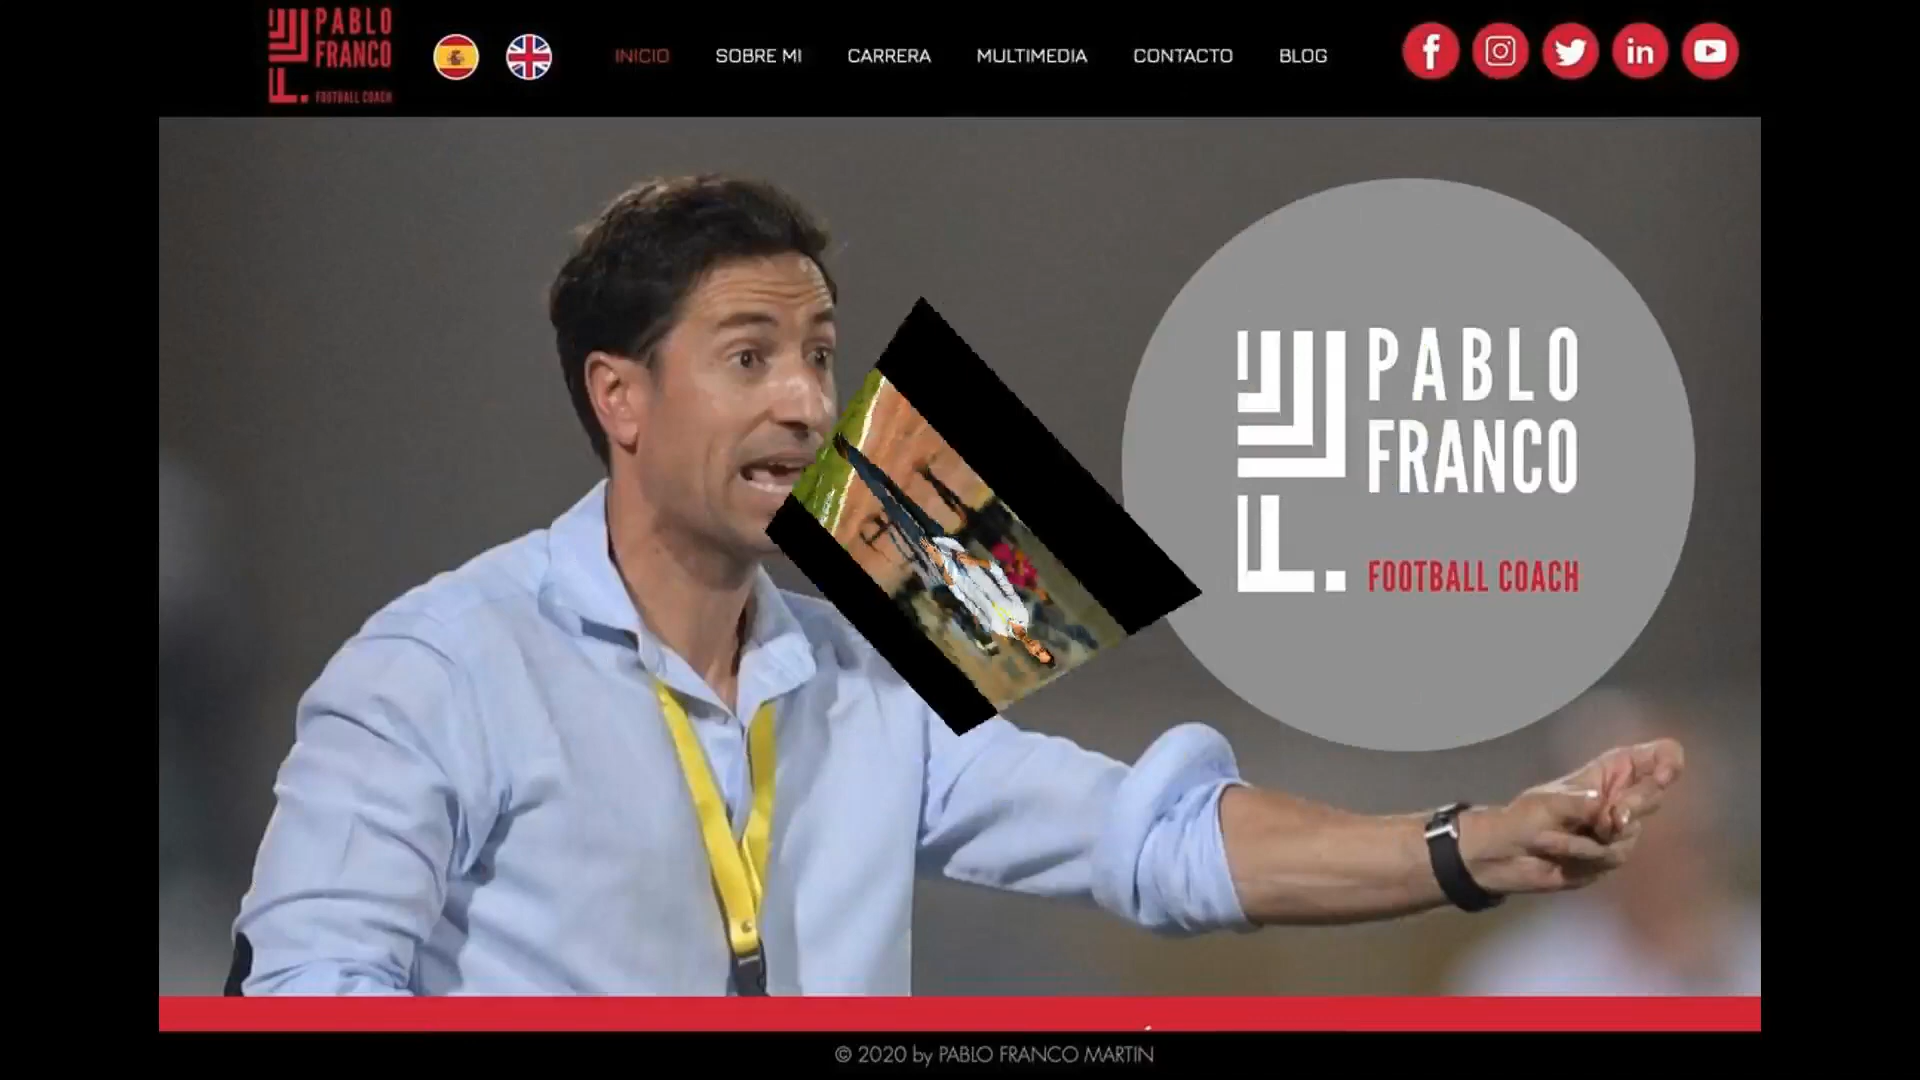 PABLO
FRANCO
FOOTBALL COACH
INICIO
SOBRE MI
CARRERA
MULTIMEDIA
CONTACTO
BLOG
PABLO
FRANCO
FOOTBALL COACH
© 2020 by PABLO FRANCO MARTIN